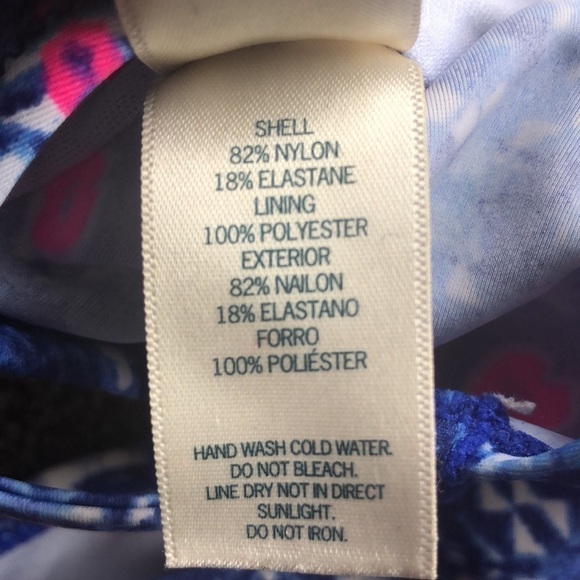 SHELL
82% NYLON
18% ELASTANE
LINING
100% POLYESTER
EXTERIOR
82% NAILON
18% ELASTANO
FORRO
100% POLIÉSTER
HAND WASH COLD WATER.
DO NOT BLEACH.
LINE DRY NOT IN DIRECT
SUNLIGHT.
DO NOT IRON.